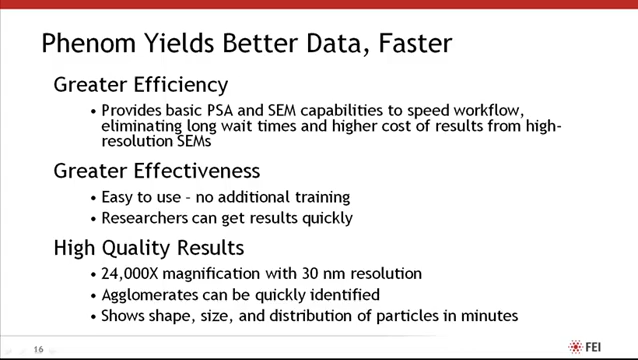 Phenom Yields Better Data, Faster
Greater Efficiency
• Provides basic PSA and SEM capabilities to speed workflow,
eliminating long wait times and higher cost of results from high-
resolution SEMs
Greater Effectiveness
• Easy to use - no additional training
• Researchers can get results quickly
High Quality Results
• 24,000X magnification with 30 nm resolution
• Agglomerates can be quickly identified
• Shows shape, size, and distribution of particles in minutes
16
FEI